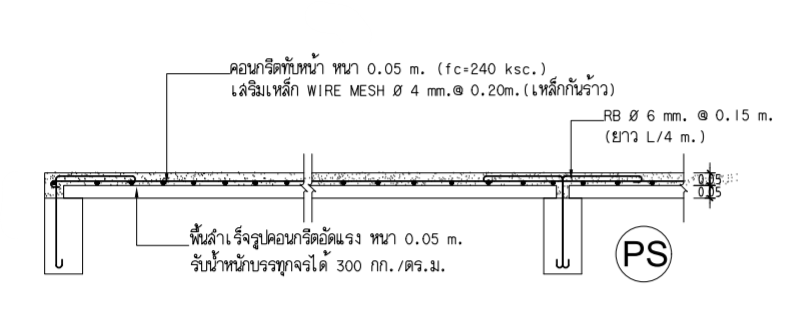 คอนกรีตทับหน้า หนา 0.05 m. (fc=240 ksc.)
เสริมเหล็ก WIRE MESH Ø 4 mm.@ 0.20m.(เหล็กกันร้าว)
RB Ø 6 mm. @ 0.15 m.
(ยาว L/4 m.)
0.05
0.05
พื้นสำเร็จรูปคอนกรีตอัดแรง หนา 0.05 m.
รับน้ำหนักบรรทุกจรได้ 300 กก./ตร.ม.
PS